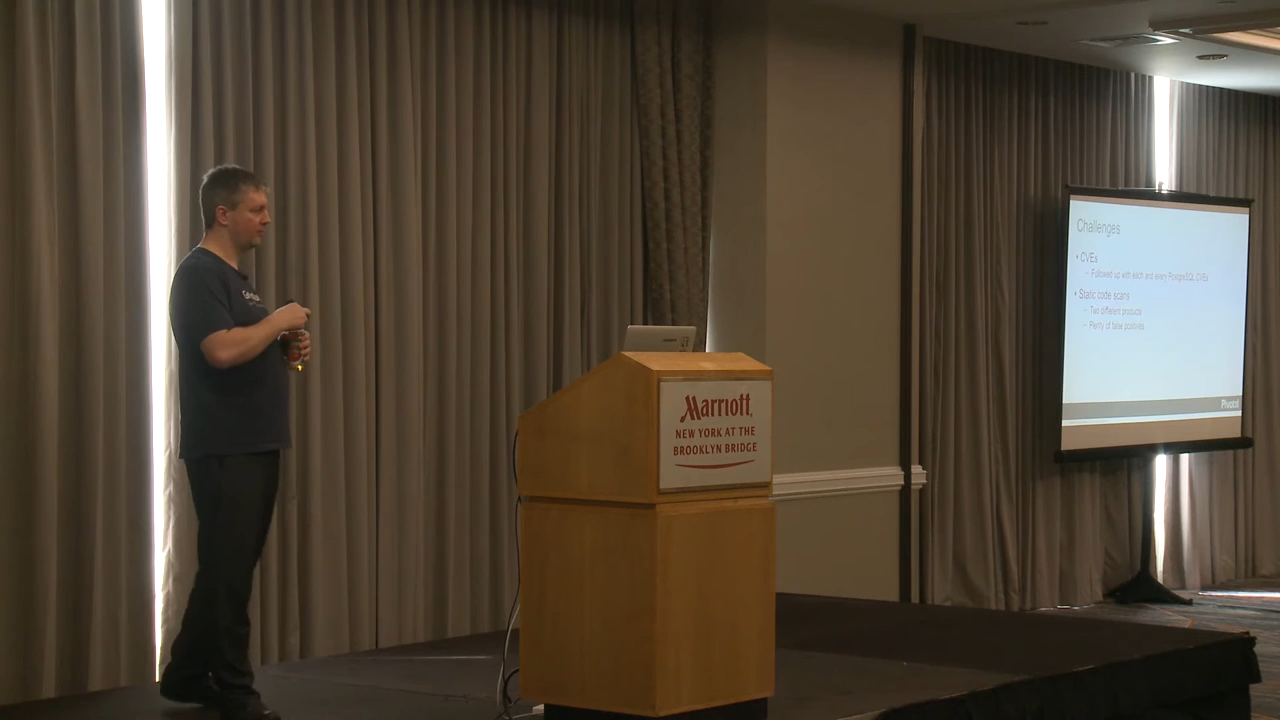 Challenges
• CVEs
– Followed up with each and every PostgreSQL CVEs
• Static code scans
– Two different products
– Plenty of false positives
Pivotal
Marriott
NEW YORK AT THE
BROOKLYN BRIDGE